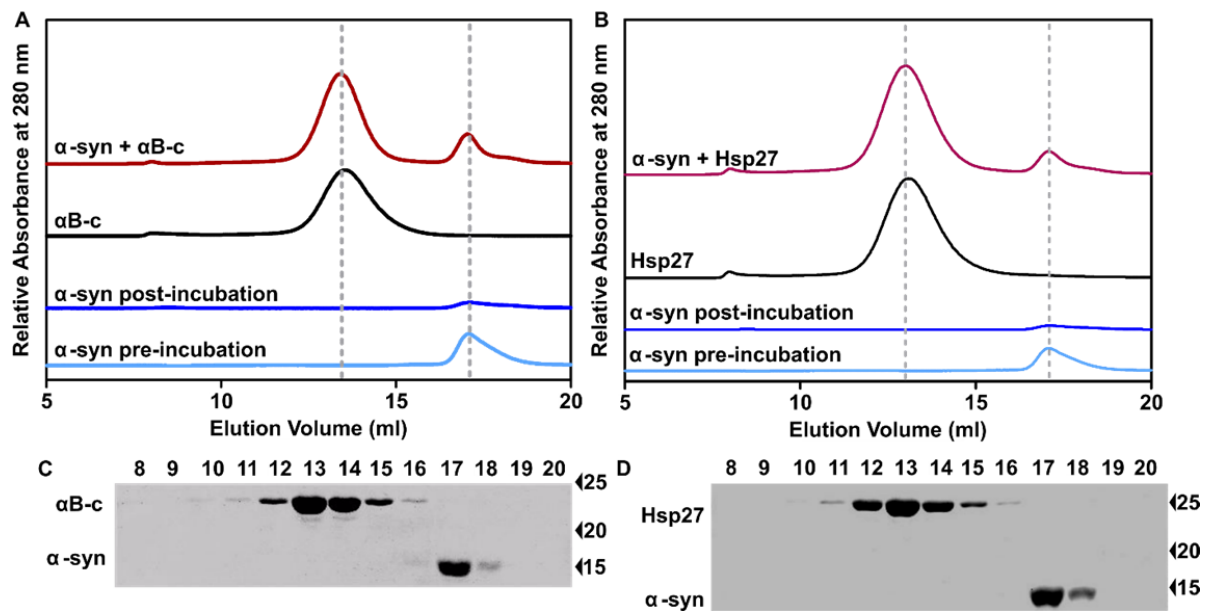 A
Relative Absorbance at 280 nm
α-syn + αB-c
αB-c
α-syn post-incubation
α-syn pre-incubation
5 10 15 20
Elution Volume (ml)
B
Relative Absorbance at 280 nm
α-syn + Hsp27
Hsp27
α-syn post-incubation
α-syn pre-incubation
5 10 15 20
Elution Volume (ml)
C
8 9 10 11 12 13 14 15 16 17 18 19 20
αB-c
α-syn
25
20
15
D
8 9 10 11 12 13 14 15 16 17 18 19 20
Hsp27
α-syn
25
20
15